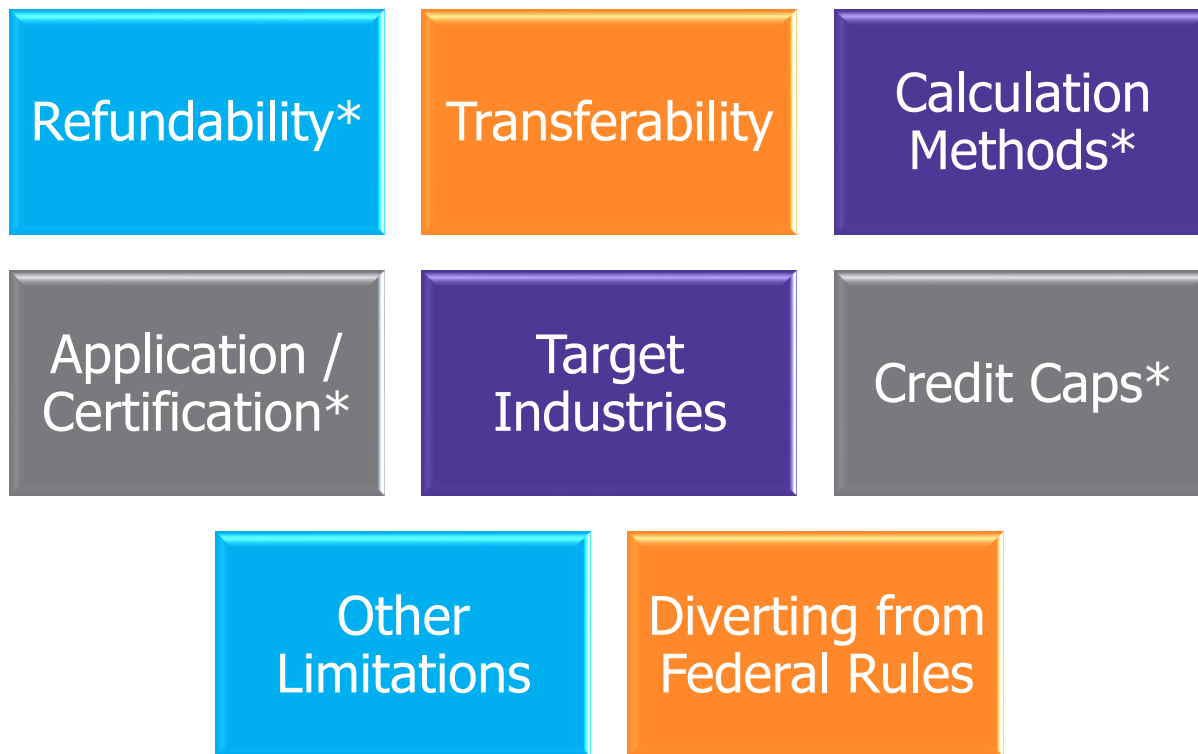 Refundability*
Transferability
Calculation
Methods*
Application /
Certification*
Target
Industries
Credit Caps*
Other
Limitations
Diverting from
Federal Rules